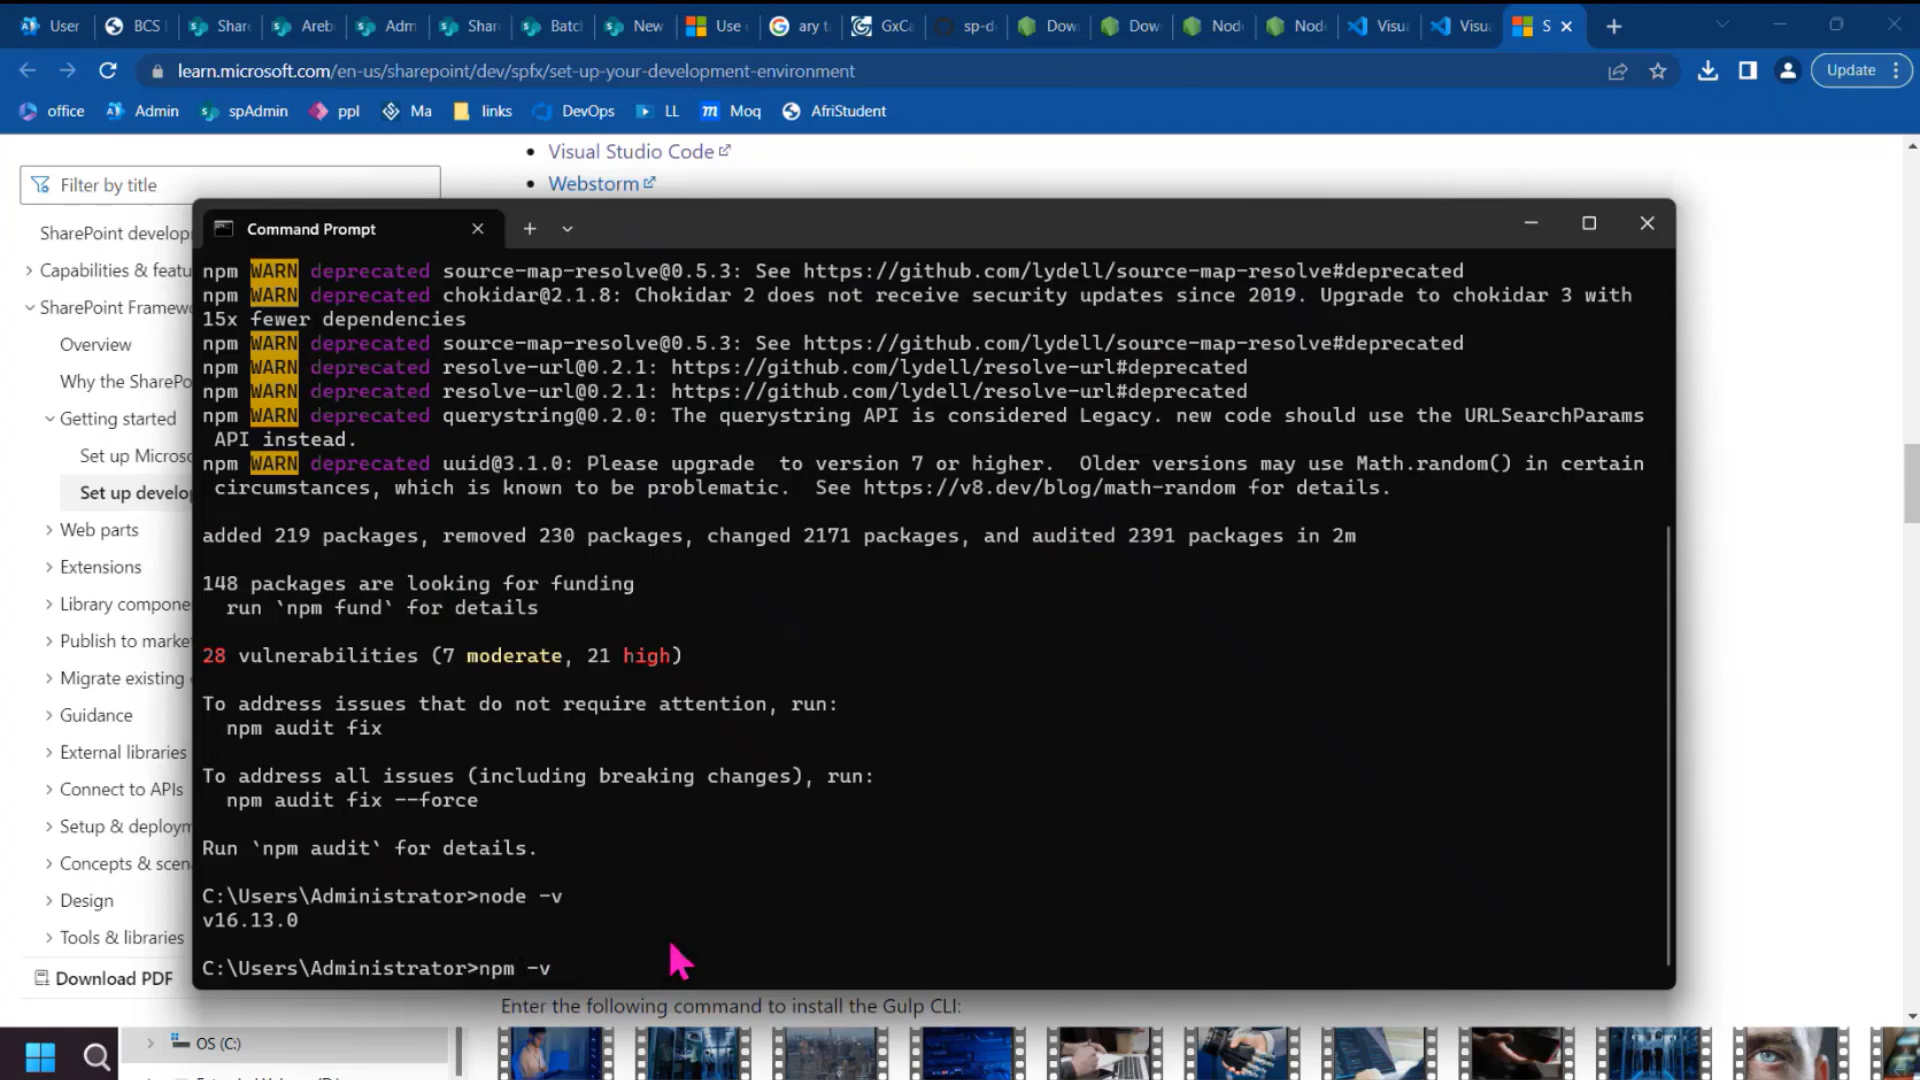 User
BCS
Share
Areb
Adm
Shar
Batcl
New
Use
ary t
GxCa
sp-d
Dow
Dow
Nod
Nod
Visu
Visu
S
learn.microsoft.com/en-us/sharepoint/dev/spfx/set-up-your-development-environment
Update
office
Admin
spAdmin
ppl
Ma
links
DevOps
LL
Moq
AfriStudent
Visual Studio Code
Webstorm
Filter by title
SharePoint develop
Capabilities & featu
SharePoint Framew
Overview
Why the SharePo
Getting started
Set up Microsc
Set up develo
Web parts
Extensions
Library compone
Publish to marke
Migrate existing
Guidance
External libraries
Connect to APIs
Setup & deploym
Concepts & scen
Design
Tools & libraries
Download PDF
Command Prompt
npm WARN deprecated source-map-resolve@0.5.3: See https://github.com/lydell/source-map-resolve#deprecated
npm WARN deprecated chokidar@2.1.8: Chokidar 2 does not receive security updates since 2019. Upgrade to chokidar 3 with
15x fewer dependencies
npm WARN deprecated source-map-resolve@0.5.3: See https://github.com/lydell/source-map-resolve#deprecated
npm WARN deprecated resolve-url@0.2.1: https://github.com/lydell/resolve-url#deprecated
npm WARN deprecated resolve-url@0.2.1: https://github.com/lydell/resolve-url#deprecated
npm WARN deprecated querystring@0.2.0: The querystring API is considered Legacy. new code should use the URLSearchParams
API instead.
npm WARN deprecated uuid@3.1.0: Please upgrade  to version 7 or higher.  Older versions may use Math.random() in certain
circumstances, which is known to be problematic.  See https://v8.dev/blog/math-random for details.
added 219 packages, removed 230 packages, changed 2171 packages, and audited 2391 packages in 2m
148 packages are looking for funding
run `npm fund` for details
28 vulnerabilities (7 moderate, 21 high)
To address issues that do not require attention, run:
npm audit fix
To address all issues (including breaking changes), run:
npm audit fix --force
Run `npm audit` for details.
C:\Users\Administrator>node -v
v16.13.0
C:\Users\Administrator>npm -v
Enter the following command to install the Gulp CLI:
OS (C:)